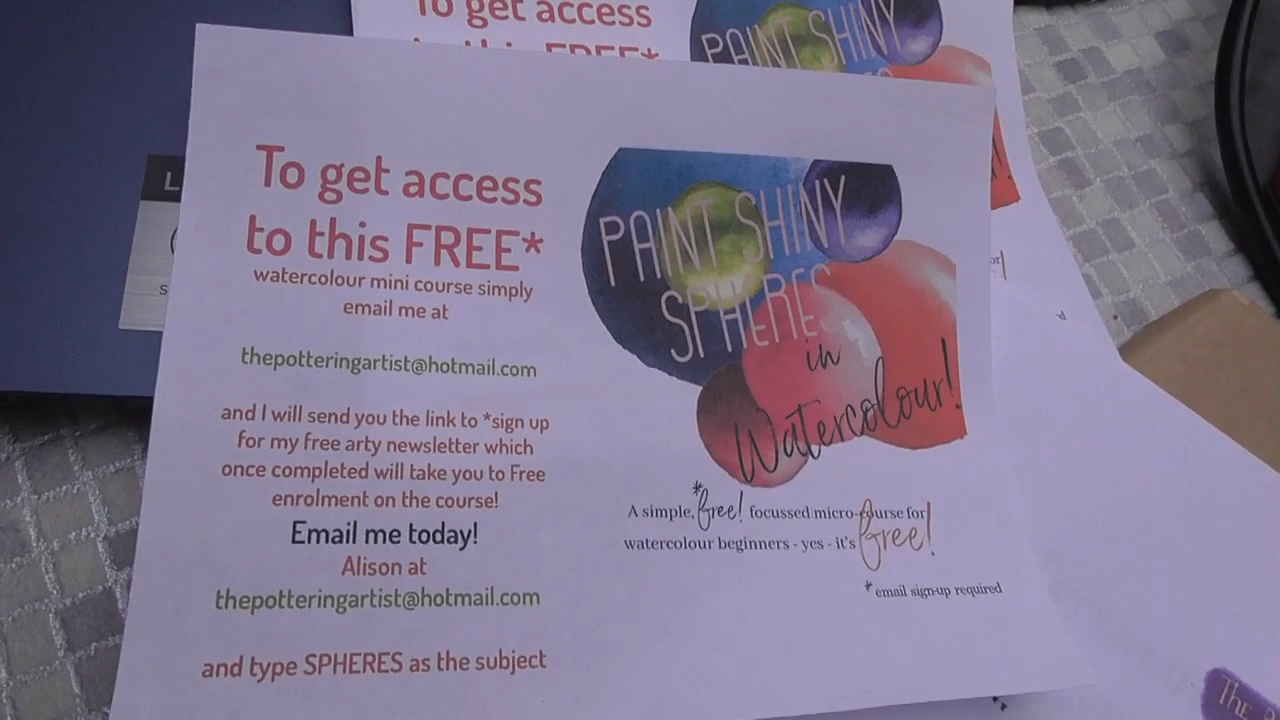 To get access
to this FREE*
PAINT SHINY
To get access
to this FREE*
watercolour mini course simply
email me at
thepotteringartist@hotmail.com
and I will send you the link to *sign up
for my free arty newsletter which
once completed will take you to Free
enrolment on the course!
Email me today!
Alison at
thepotteringartist@hotmail.com
and type SPHERES as the subject
PAINT SHINY
SPHERES
in
Watercolour!
A simple, *free! focussed micro-course for
watercolour beginners - yes - it's free!
* email sign-up required
The